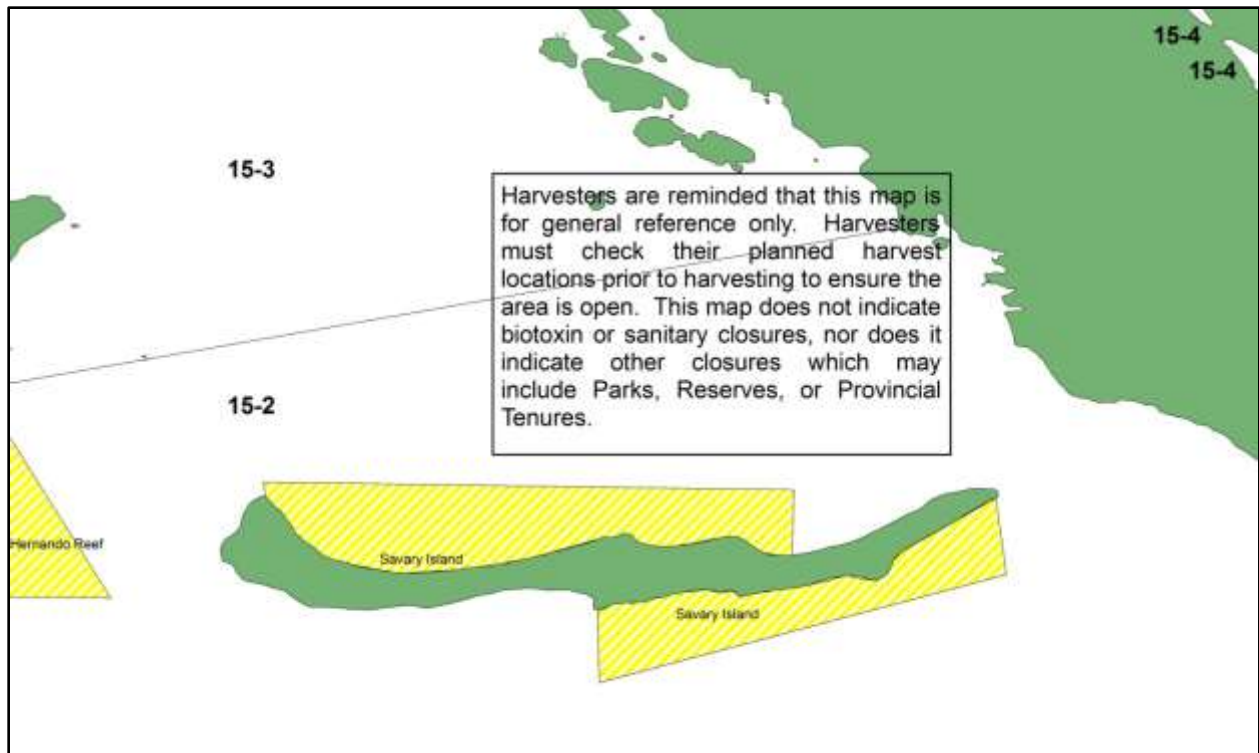 15-4
15-4
15-3
Harvesters are reminded that this map is
for general reference only. Harvesters
must check their planned harvest
locations prior to harvesting to ensure the
area is open. This map does not indicate
biotoxin or sanitary closures, nor does it
indicate other closures which may
include Parks, Reserves, or Provincial
Tenures.
15-2
Hernando Reef
Savary Island
Savary Island